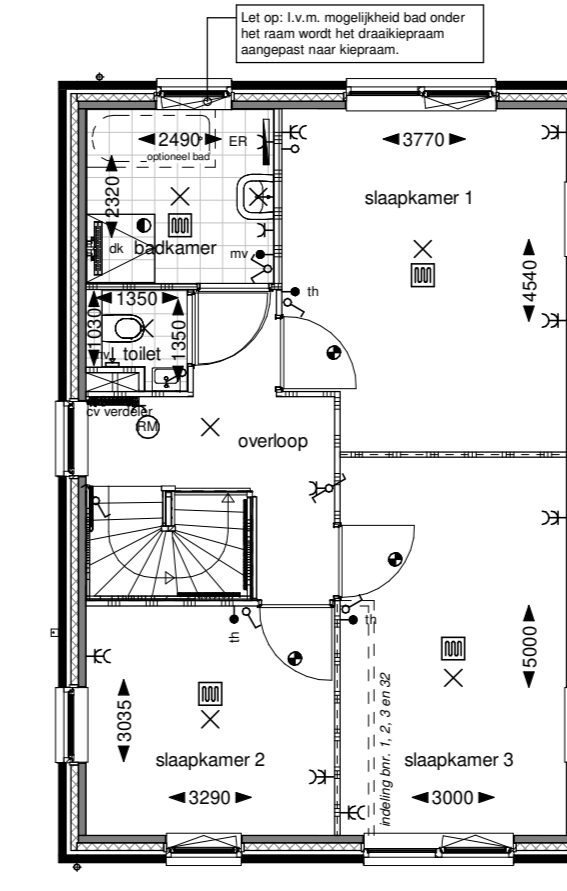 Let op: I.v.m. mogelijkheid bad onder
het raam wordt het draaikiepraam
aangepast naar kiepraam.
2490
ER
optioneel bad
3770
2320
slaapkamer 1
dk
badkamer
mv
4540
th
1350
1030
1350
mv
toilet
cv verdeler
RM
overloop
th
th
5000
3035
slaapkamer 2
slaapkamer 3
indeling bnr. 1, 2, 3 en 32
3290
3000